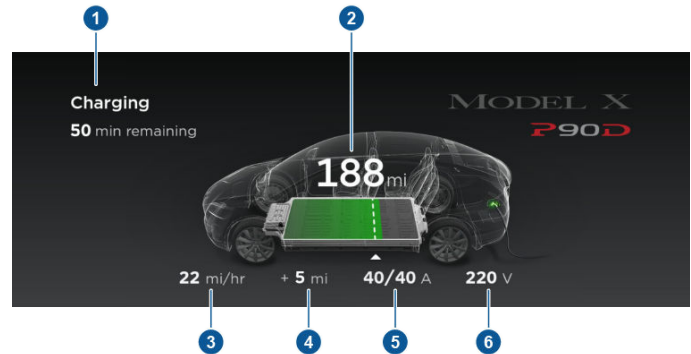 1
2
Charging
50 min remaining
MODEL X
P90D
188 mi
22 mi/hr
+ 5 mi
40/40 A
220 V
3
4
5
6